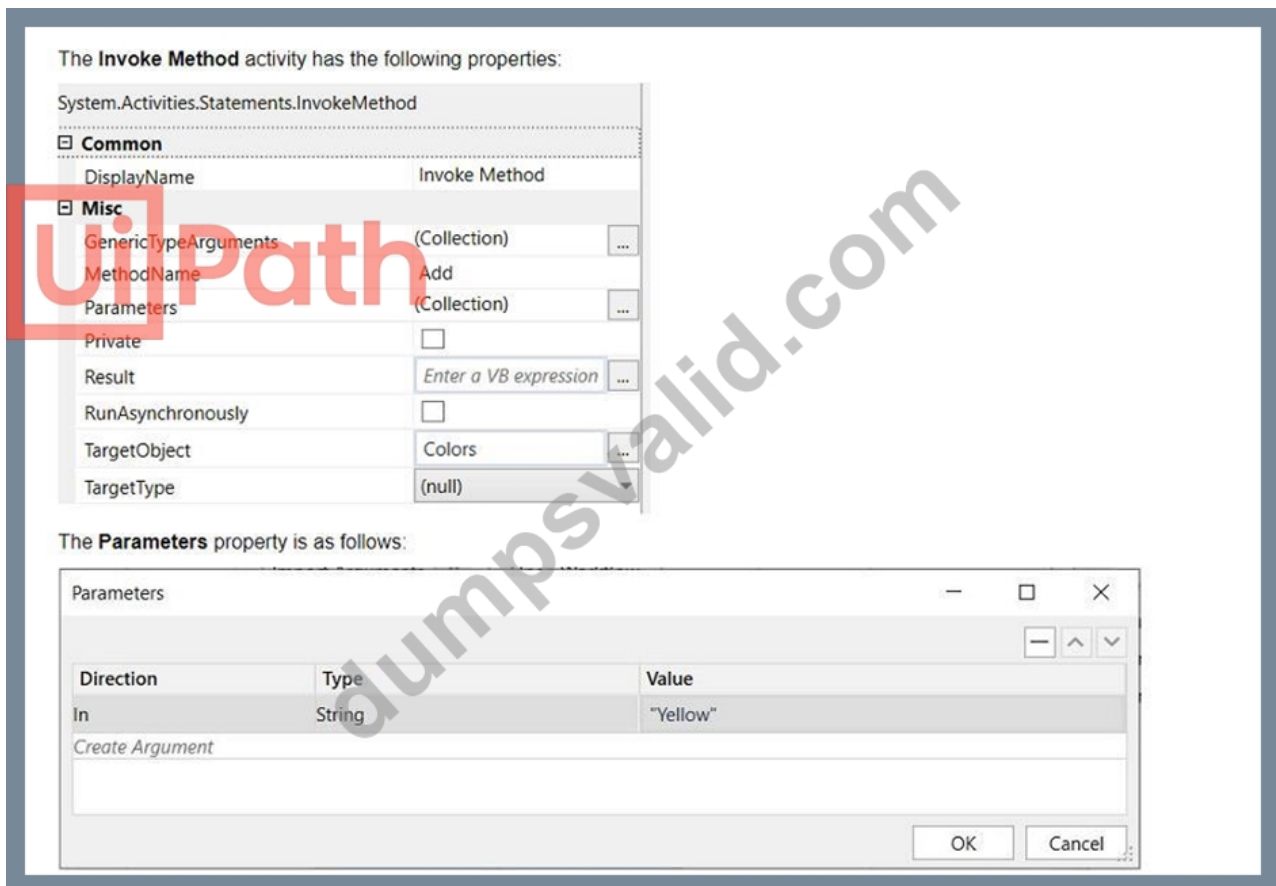 The Invoke Method activity has the following properties:
System.Activities.Statements.InvokeMethod
Common
DisplayName Invoke Method
Misc
GenericTypeArguments (Collection) ...
MethodName Add
Parameters (Collection) ...
Private
Result Enter a VB expression ...
RunAsynchronously
TargetObject Colors ...
TargetType (null)
UiPath
dumpsvalid.com
The Parameters property is as follows:
Parameters
Direction Type Value
In String "Yellow"
Create Argument
OK Cancel